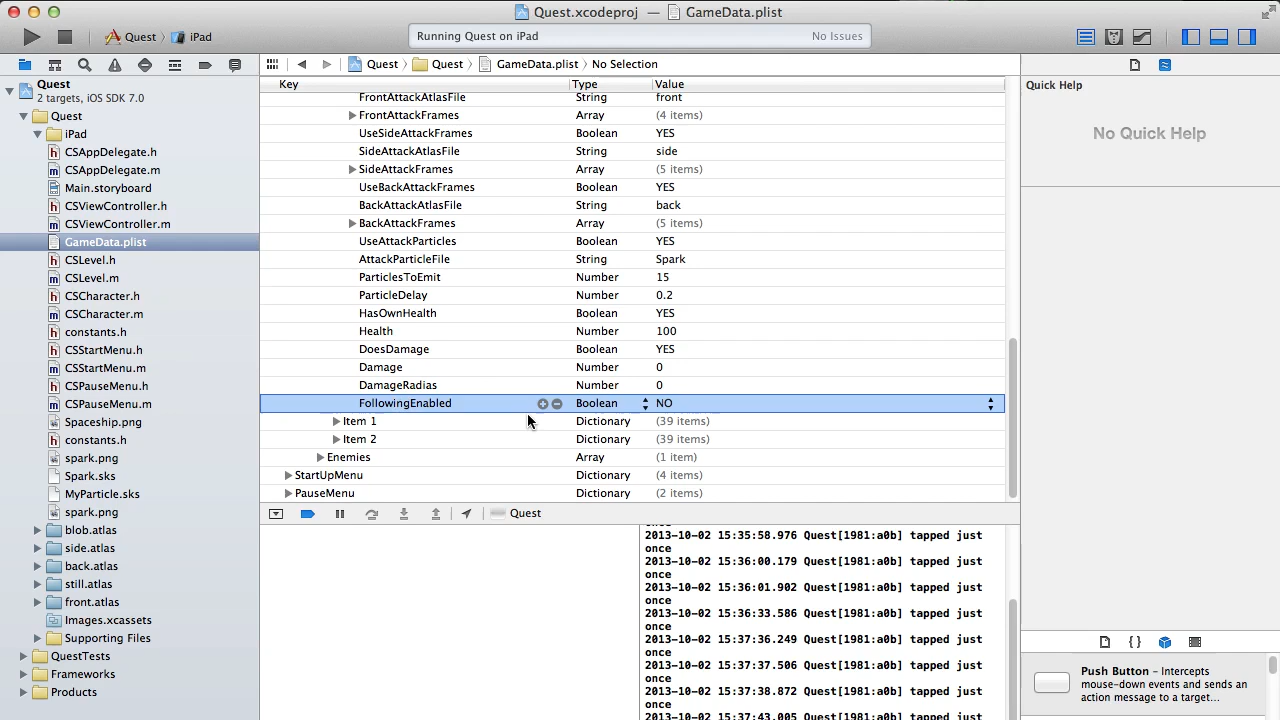 Quest.xcodeproj — GameData.plist
Quest iPad
Running Quest on iPad No Issues
Quest Quest GameData.plist No Selection
Quest
2 targets, iOS SDK 7.0
Quest
iPad
CSAppDelegate.h
CSAppDelegate.m
Main.storyboard
CSViewController.h
CSViewController.m
GameData.plist
CSLevel.h
CSLevel.m
CSCharacter.h
CSCharacter.m
constants.h
CSStartMenu.h
CSStartMenu.m
CSPauseMenu.h
CSPauseMenu.m
Spaceship.png
constants.h
spark.png
Spark.sks
MyParticle.sks
spark.png
blob.atlas
side.atlas
back.atlas
still.atlas
front.atlas
Images.xcassets
Supporting Files
QuestTests
Frameworks
Products
Key Type Value
FrontAttackAtlasFile String front
FrontAttackFrames Array (4 items)
UseSideAttackFrames Boolean YES
SideAttackAtlasFile String side
SideAttackFrames Array (5 items)
UseBackAttackFrames Boolean YES
BackAttackAtlasFile String back
BackAttackFrames Array (5 items)
UseAttackParticles Boolean YES
AttackParticleFile String Spark
ParticlesToEmit Number 15
ParticleDelay Number 0.2
HasOwnHealth Boolean YES
Health Number 100
DoesDamage Boolean YES
Damage Number 0
DamageRadias Number 0
FollowingEnabled Boolean NO
Item 1 Dictionary (39 items)
Item 2 Dictionary (39 items)
Enemies Array (1 item)
StartUpMenu Dictionary (4 items)
PauseMenu Dictionary (2 items)
Quest
once
2013-10-02 15:35:58.976 Quest[1981:a0b] tapped just
once
2013-10-02 15:36:00.179 Quest[1981:a0b] tapped just
once
2013-10-02 15:36:01.902 Quest[1981:a0b] tapped just
once
2013-10-02 15:36:33.586 Quest[1981:a0b] tapped just
once
2013-10-02 15:37:36.249 Quest[1981:a0b] tapped just
once
2013-10-02 15:37:37.506 Quest[1981:a0b] tapped just
once
2013-10-02 15:37:38.872 Quest[1981:a0b] tapped just
once
2013-10-02 15:37:43.005 Quest[1981:a0b] tapped just
Quick Help
No Quick Help
Push Button – Intercepts
mouse-down events and sends an
action message to a target...